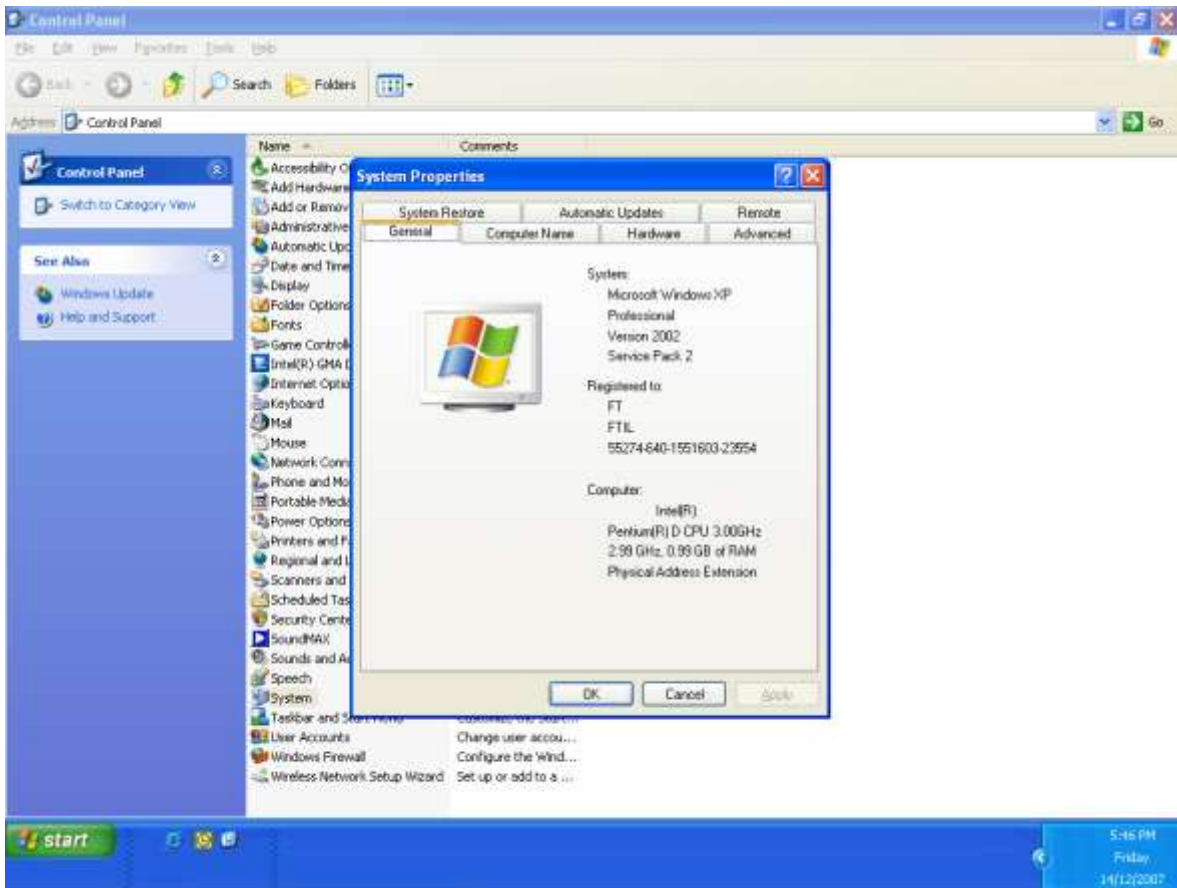 Control Panel
File Edit View Favorites Tools Help
Back Search Folders
Address Control Panel Go
Control Panel
Switch to Category View
See Also
Windows Update
Help and Support
Name Comments
Accessibility O
Add Hardware
Add or Remov
Administrative
Automatic Upd
Date and Time
Display
Folder Options
Fonts
Game Controll
Intel(R) GMA D
Internet Optio
Keyboard
Mail
Mouse
Network Conn
Phone and Mo
Portable Media
Power Options
Printers and F
Regional and L
Scanners and
Scheduled Tas
Security Cente
SoundMAX
Sounds and Au
Speech
System
Taskbar and Start Menu
User Accounts Change user accou...
Windows Firewall Configure the Wind...
Wireless Network Setup Wizard Set up or add to a ...
System Properties
System Restore Automatic Updates Remote
General Computer Name Hardware Advanced
System:
Microsoft Windows XP
Professional
Version 2002
Service Pack 2
Registered to:
FT
FTIL
55274-640-1551603-23554
Computer:
Intel(R)
Pentium(R) D CPU 3.00GHz
2.99 GHz, 0.99 GB of RAM
Physical Address Extension
OK Cancel Apply
start
5:46 PM
Friday
14/12/2007